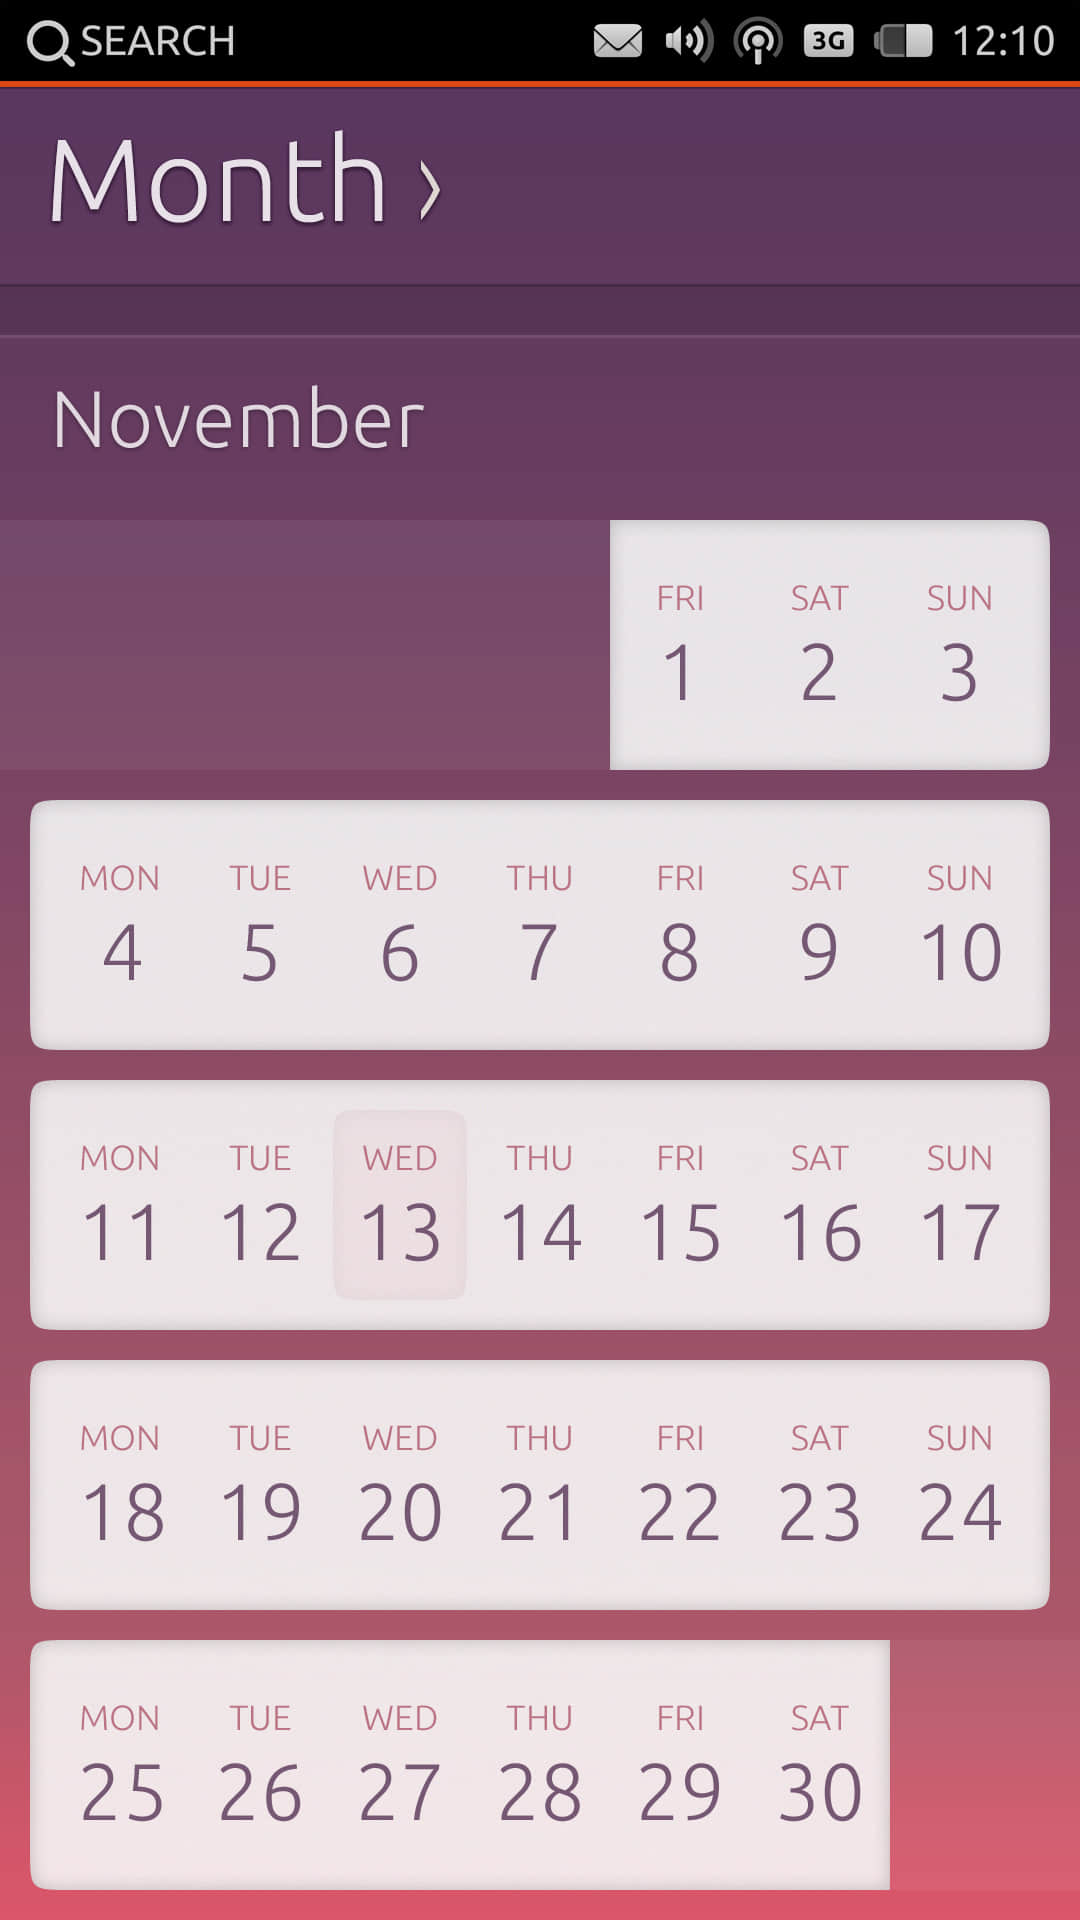 SEARCH 3G 12:10
Month ›
November
FRI SAT SUN
1 2 3
MON TUE WED THU FRI SAT SUN
4 5 6 7 8 9 10
MON TUE WED THU FRI SAT SUN
11 12 13 14 15 16 17
MON TUE WED THU FRI SAT SUN
18 19 20 21 22 23 24
MON TUE WED THU FRI SAT
25 26 27 28 29 30